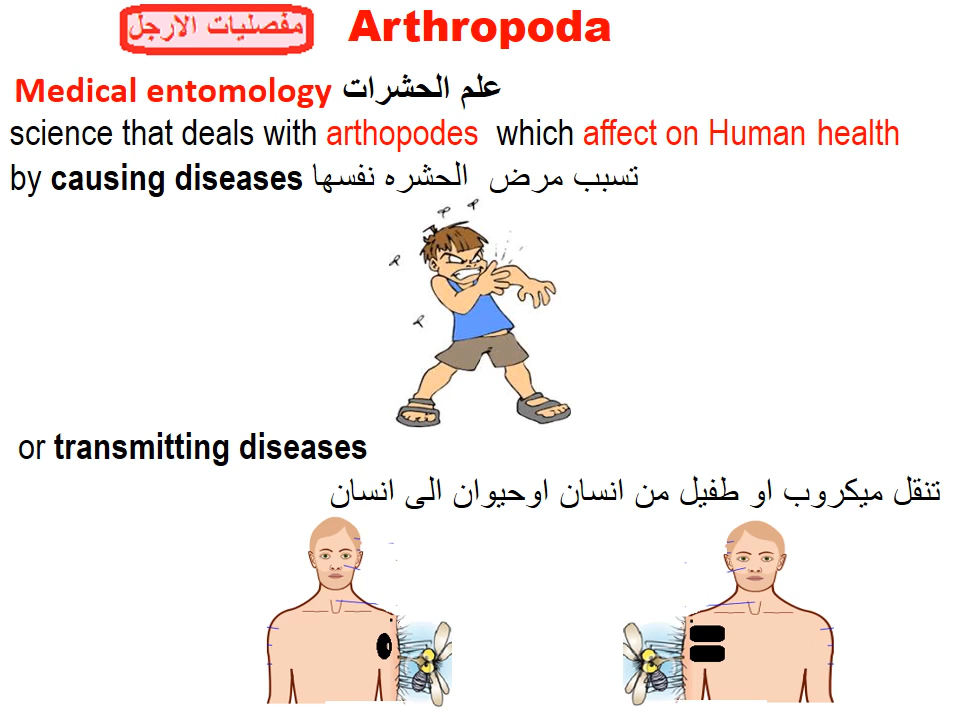 مفصليات الارجل Arthropoda
Medical entomology علم الحشرات
science that deals with arthopodes which affect on Human health
by causing diseases تسبب مرض الحشره نفسها
or transmitting diseases
تنقل ميكروب او طفيل من انسان اوحيوان الى انسان